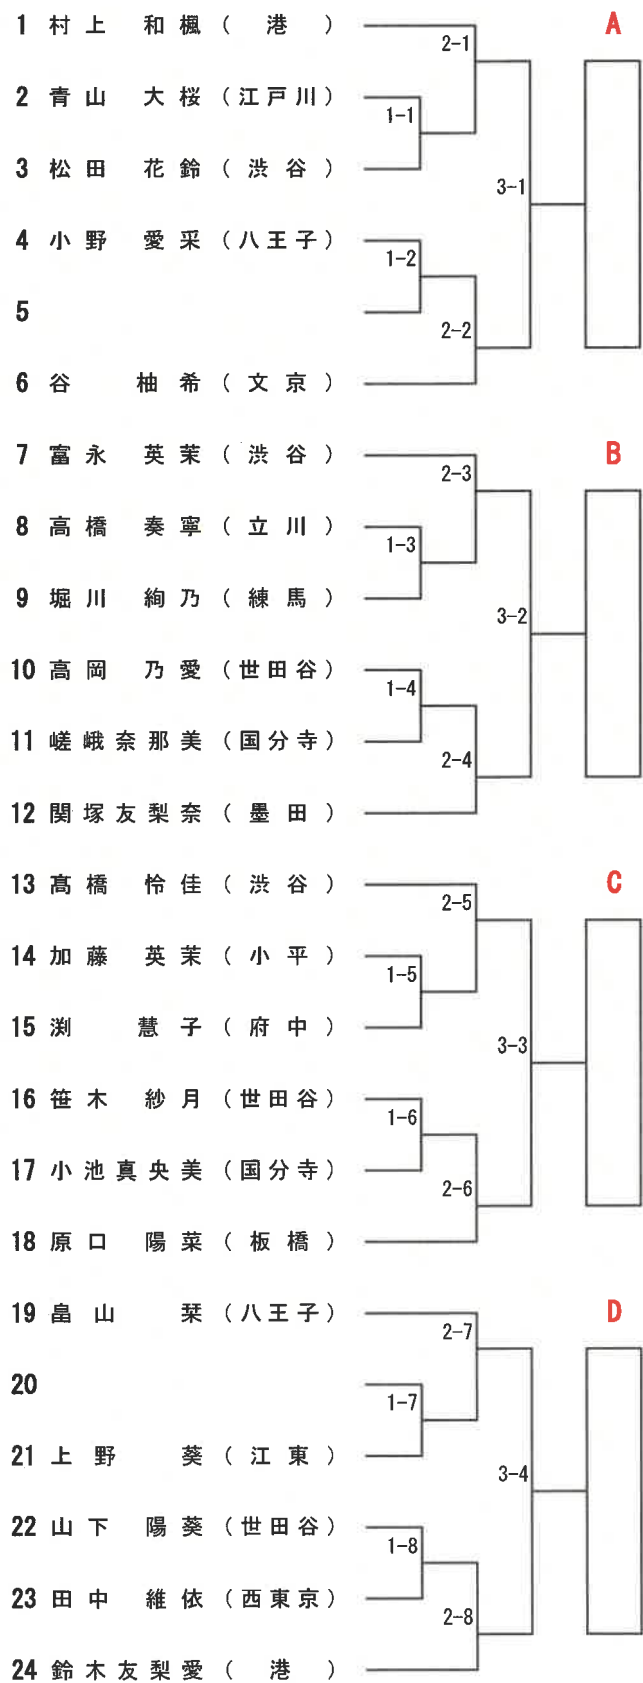 1 村上 和楓 （ 港 ） A
2-1
2 青山 大桜 （江戸川）
1-1
3 松田 花鈴 （ 渋谷 ）
3-1
4 小野 愛采 （八王子）
1-2
5
2-2
6 谷 柚希 （ 文京 ）
7 富永 英茉 （ 渋谷 ） B
2-3
8 高橋 奏寧 （ 立川 ）
1-3
9 堀川 絢乃 （ 練馬 ）
3-2
10 高岡 乃愛 （世田谷）
1-4
11 嵯峨奈那美 （国分寺）
2-4
12 関塚友梨奈 （ 墨田 ）
13 髙橋 怜佳 （ 渋谷 ） C
2-5
14 加藤 英茉 （ 小平 ）
1-5
15 渕 慧子 （ 府中 ）
3-3
16 笹木 紗月 （世田谷）
1-6
17 小池真央美 （国分寺）
2-6
18 原口 陽菜 （ 板橋 ）
19 畠山 栞 （八王子） D
2-7
20
1-7
21 上野 葵 （ 江東 ）
3-4
22 山下 陽葵 （世田谷）
1-8
23 田中 維依 （西東京）
2-8
24 鈴木友梨愛 （ 港 ）